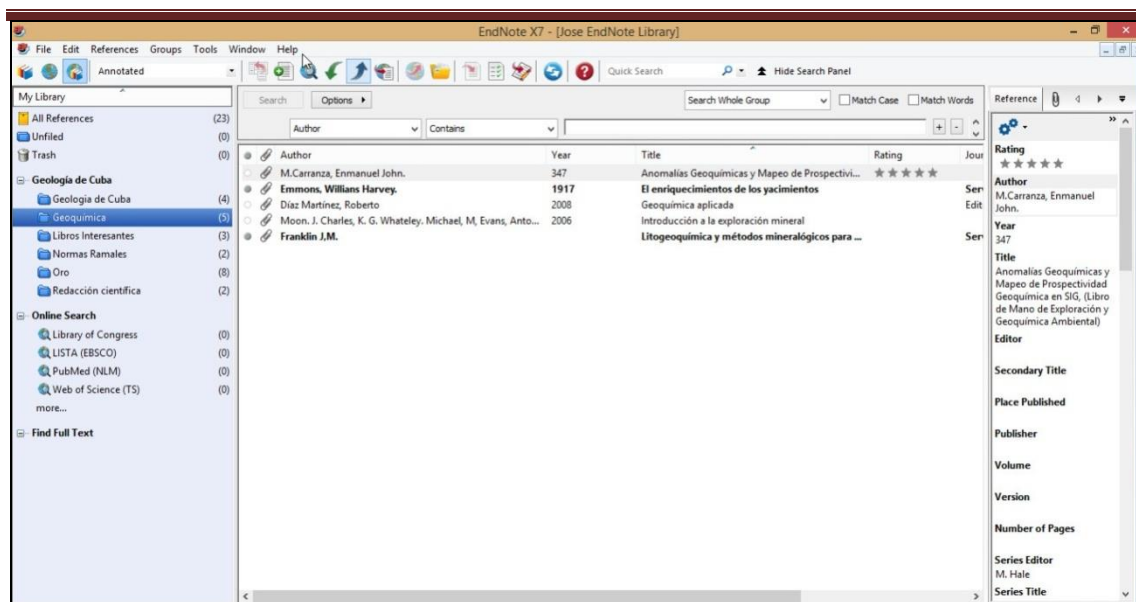 EndNote X7 - [Jose EndNote Library]
File Edit References Groups Tools Window Help
Annotated
Quick Search
Hide Search Panel
My Library
All References (23)
Unfiled (0)
Trash (0)
Geología de Cuba
Geologia de Cuba (4)
Geoquímica (5)
Libros Interesantes (3)
Normas Ramales (2)
Oro (8)
Redacción científica (2)
Online Search
Library of Congress (0)
LISTA (EBSCO) (0)
PubMed (NLM) (0)
Web of Science (TS) (0)
more...
Find Full Text
Search Options Search Whole Group Match Case Match Words
Author Contains + -
Author Year Title Rating Jour
M.Carranza, Enmanuel John. 347 Anomalías Geoquímicas y Mapeo de Prospectivi...
Emmons, Willians Harvey. 1917 El enriquecimientos de los yacimientos Ser
Díaz Martínez, Roberto 2008 Geoquímica aplicada Edit
Moon. J. Charles, K. G. Whateley. Michael, M, Evans, Anto... 2006 Introducción a la exploración mineral
Franklin J,M. Litogeoquímica y métodos mineralógicos para ... Ser
Reference
Rating
Author
M.Carranza, Enmanuel
John.
Year
347
Title
Anomalías Geoquímicas y
Mapeo de Prospectividad
Geoquímica en SIG, (Libro
de Mano de Exploración y
Geoquímica Ambiental)
Editor
Secondary Title
Place Published
Publisher
Volume
Version
Number of Pages
Series Editor
M. Hale
Series Title